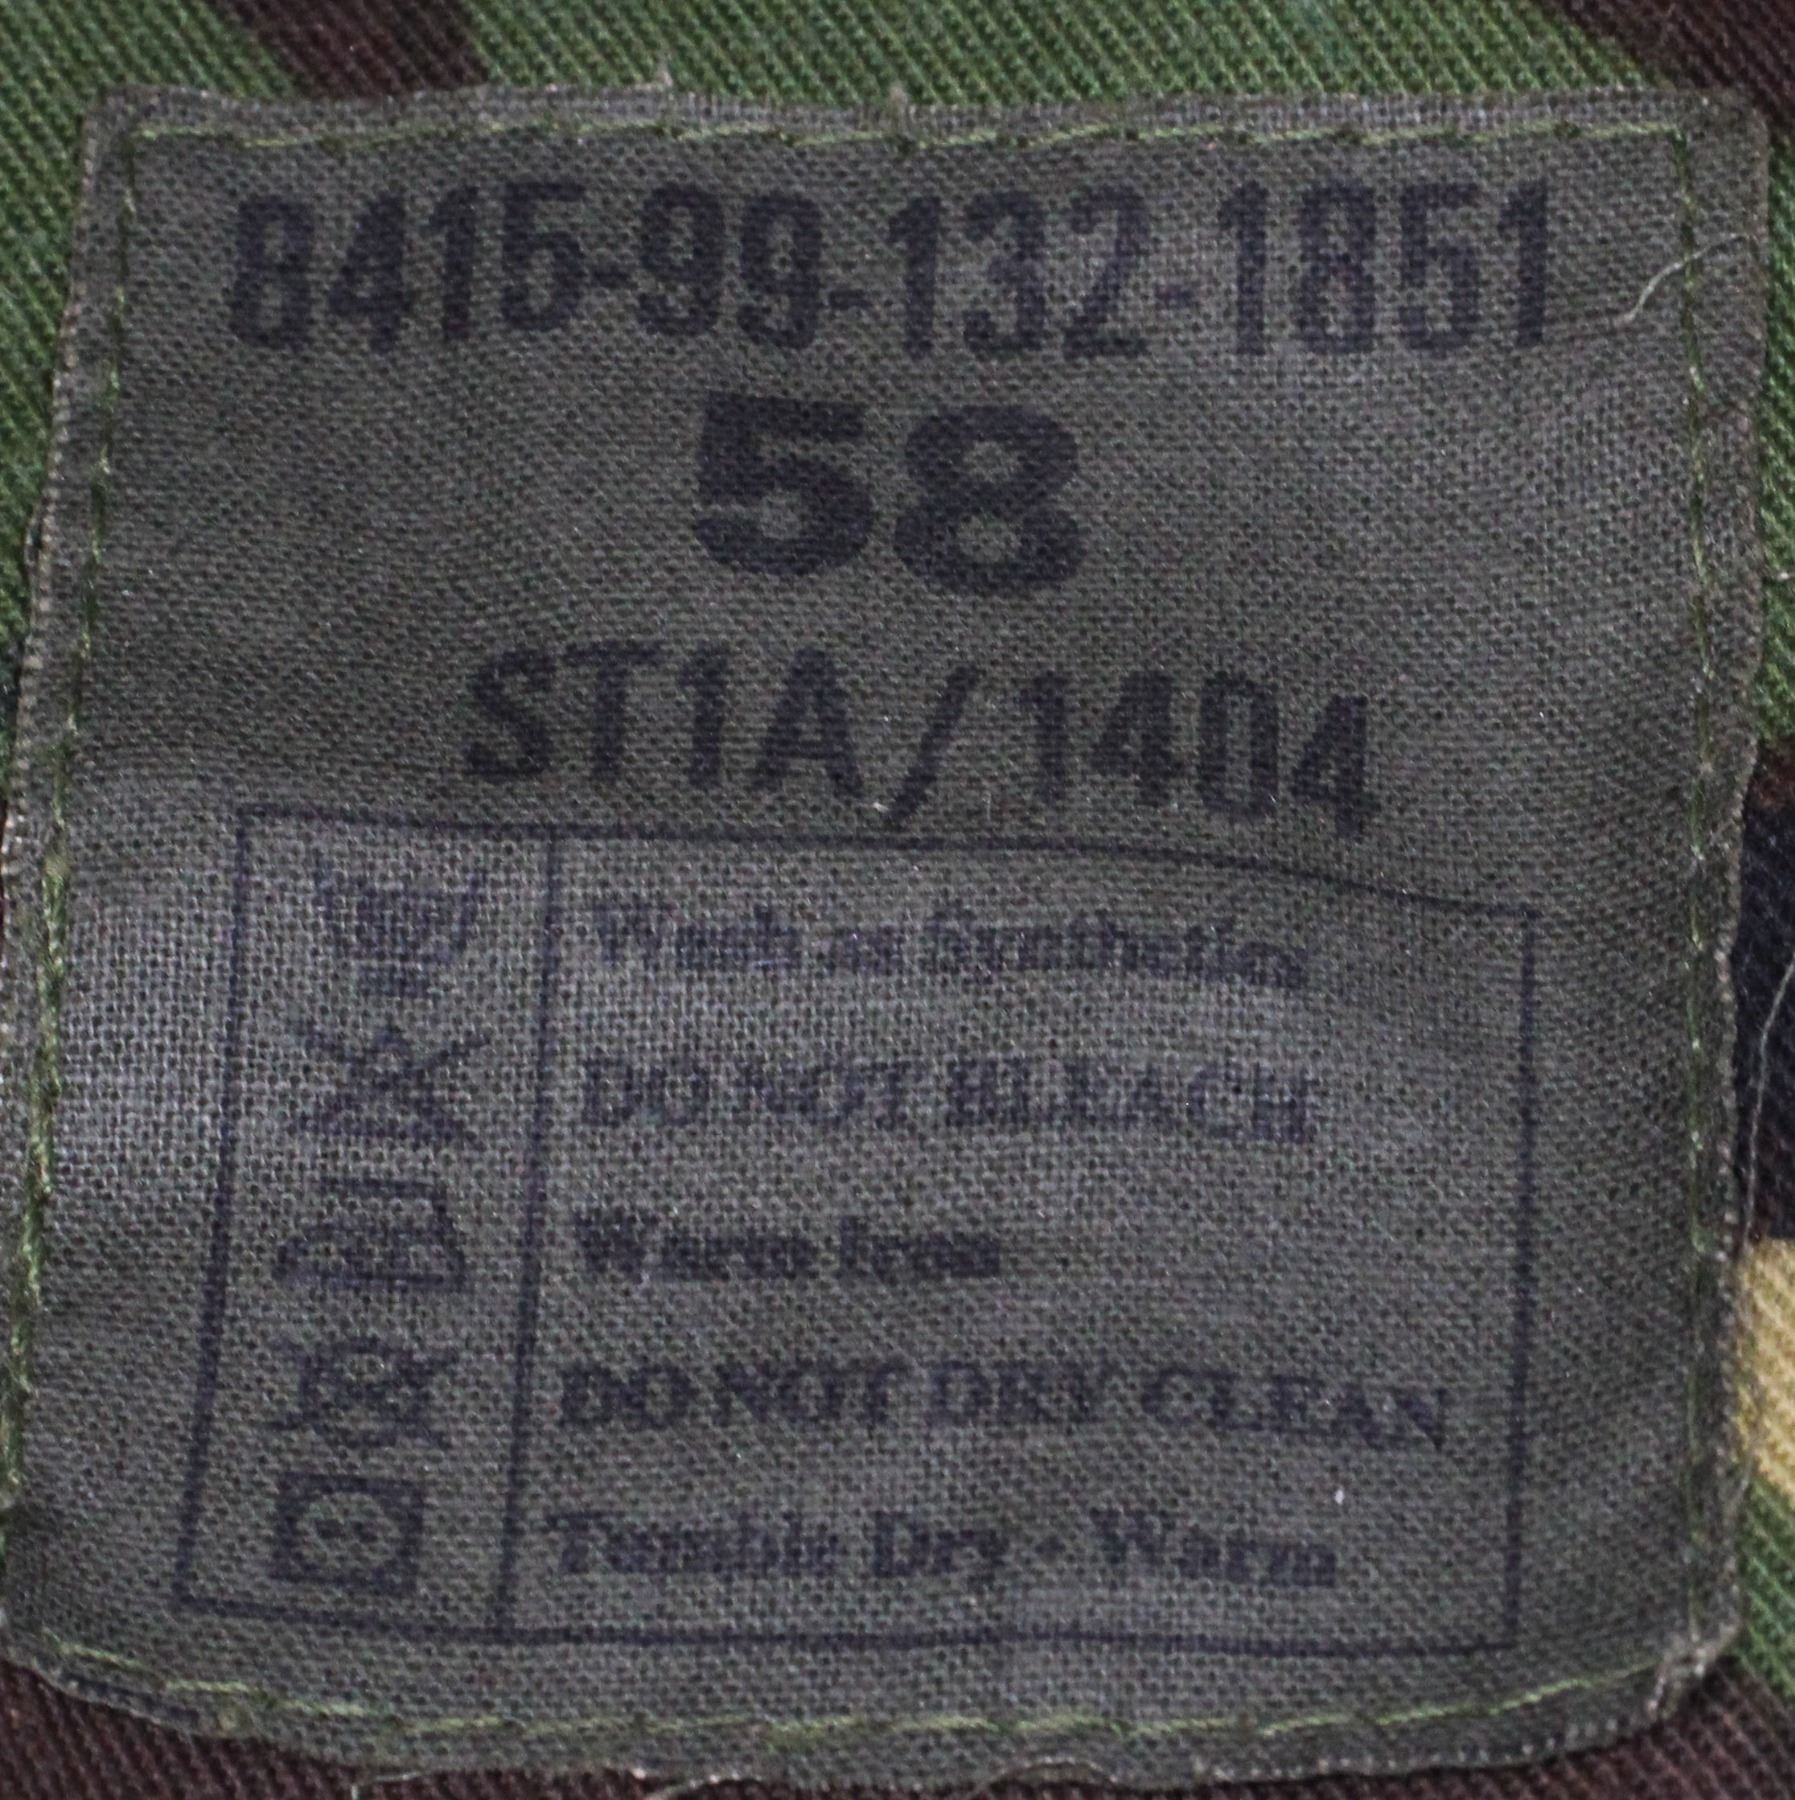 8415-99-132-1851
58
ST1A/1404
Wash as Synthetics
DO NOT BLEACH
Warm Iron
DO NOT DRY CLEAN
Tumble Dry - Warm